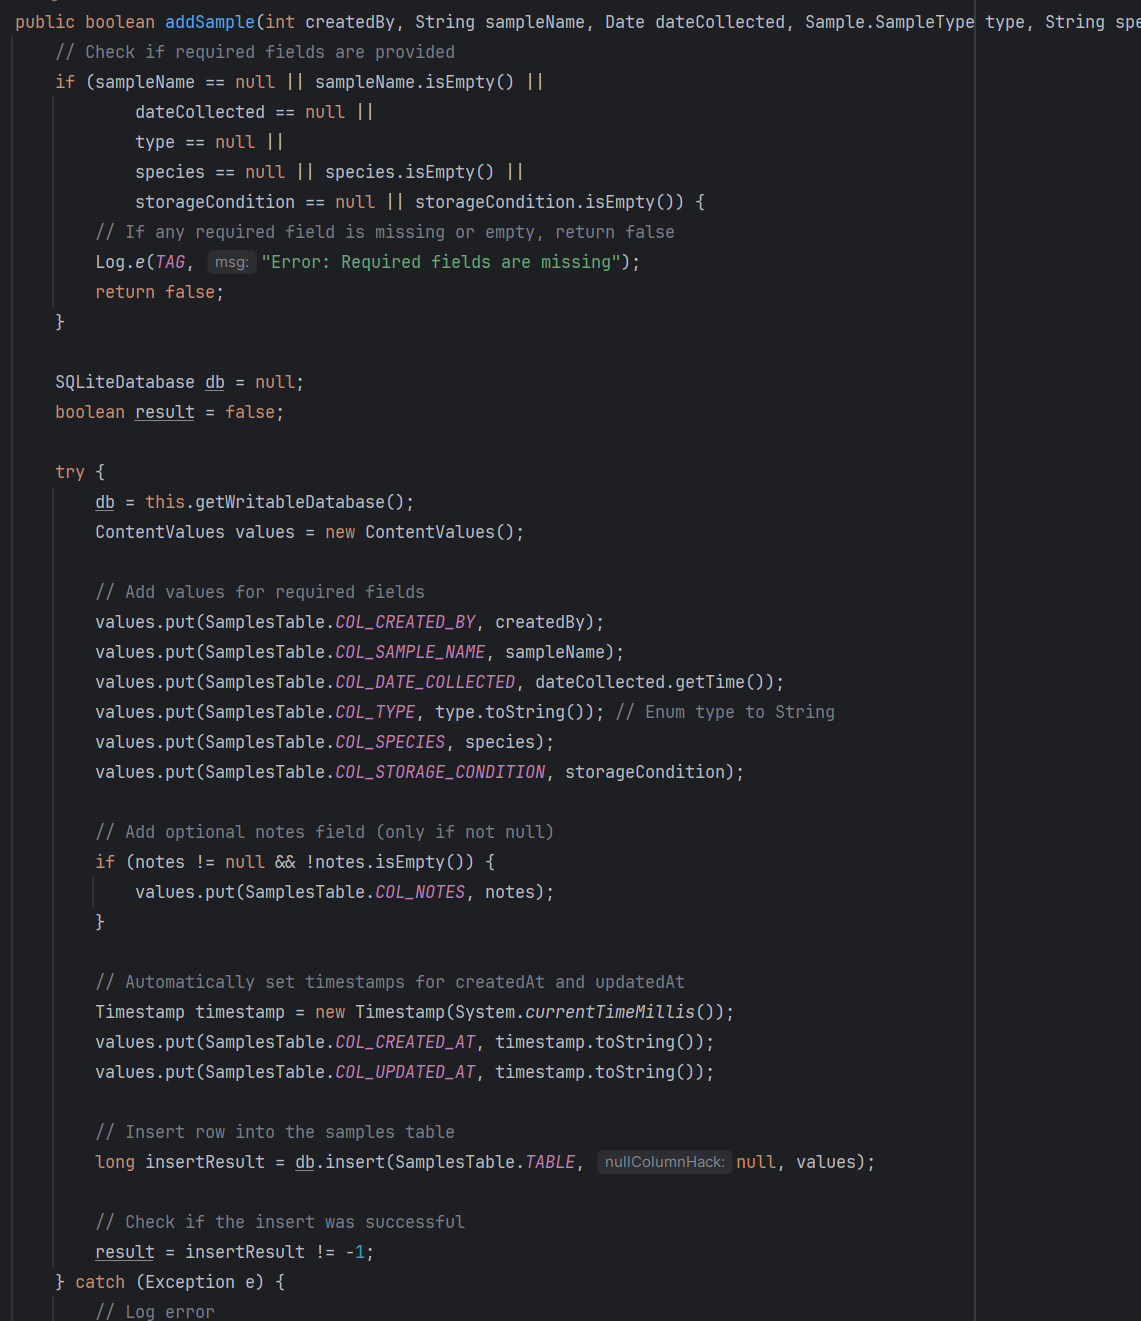 public boolean addSample(int createdBy, String sampleName, Date dateCollected, Sample.SampleType type, String spe
// Check if required fields are provided
if (sampleName == null || sampleName.isEmpty() ||
dateCollected == null ||
type == null ||
species == null || species.isEmpty() ||
storageCondition == null || storageCondition.isEmpty()) {
// If any required field is missing or empty, return false
Log.e(TAG, msg: "Error: Required fields are missing");
return false;
}
SQLiteDatabase db = null;
boolean result = false;
try {
db = this.getWritableDatabase();
ContentValues values = new ContentValues();
// Add values for required fields
values.put(SamplesTable.COL_CREATED_BY, createdBy);
values.put(SamplesTable.COL_SAMPLE_NAME, sampleName);
values.put(SamplesTable.COL_DATE_COLLECTED, dateCollected.getTime());
values.put(SamplesTable.COL_TYPE, type.toString()); // Enum type to String
values.put(SamplesTable.COL_SPECIES, species);
values.put(SamplesTable.COL_STORAGE_CONDITION, storageCondition);
// Add optional notes field (only if not null)
if (notes != null && !notes.isEmpty()) {
values.put(SamplesTable.COL_NOTES, notes);
}
// Automatically set timestamps for createdAt and updatedAt
Timestamp timestamp = new Timestamp(System.currentTimeMillis());
values.put(SamplesTable.COL_CREATED_AT, timestamp.toString());
values.put(SamplesTable.COL_UPDATED_AT, timestamp.toString());
// Insert row into the samples table
long insertResult = db.insert(SamplesTable.TABLE, nullColumnHack: null, values);
// Check if the insert was successful
result = insertResult != -1;
} catch (Exception e) {
// Log error